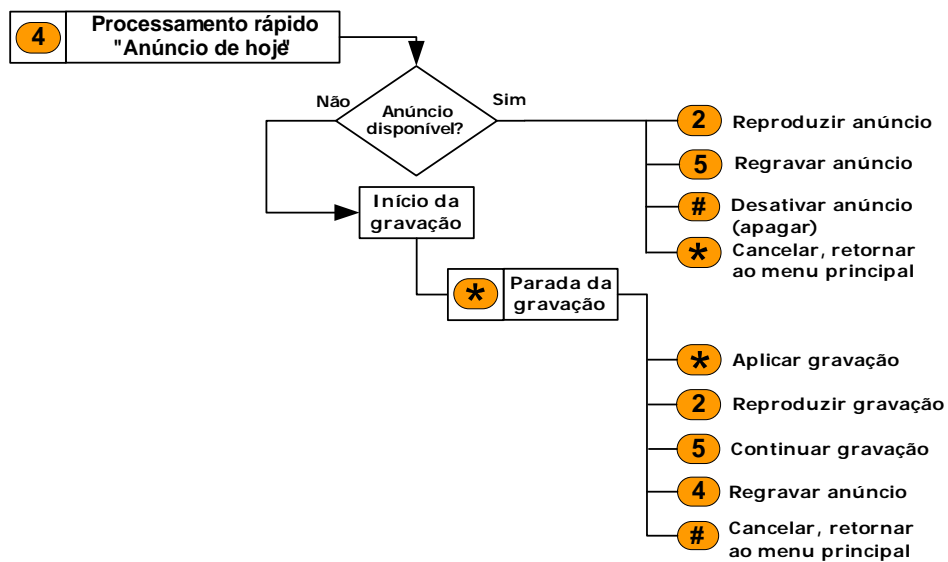 4 Processamento rápido
"Anúncio de hoje"
Não
Sim
Anúncio
disponível?
2 Reproduzir anúncio
5 Regravar anúncio
# Desativar anúncio
(apagar)
* Cancelar, retornar
ao menu principal
Início da
gravação
* Parada da
gravação
* Aplicar gravação
2 Reproduzir gravação
5 Continuar gravação
4 Regravar anúncio
# Cancelar, retornar
ao menu principal